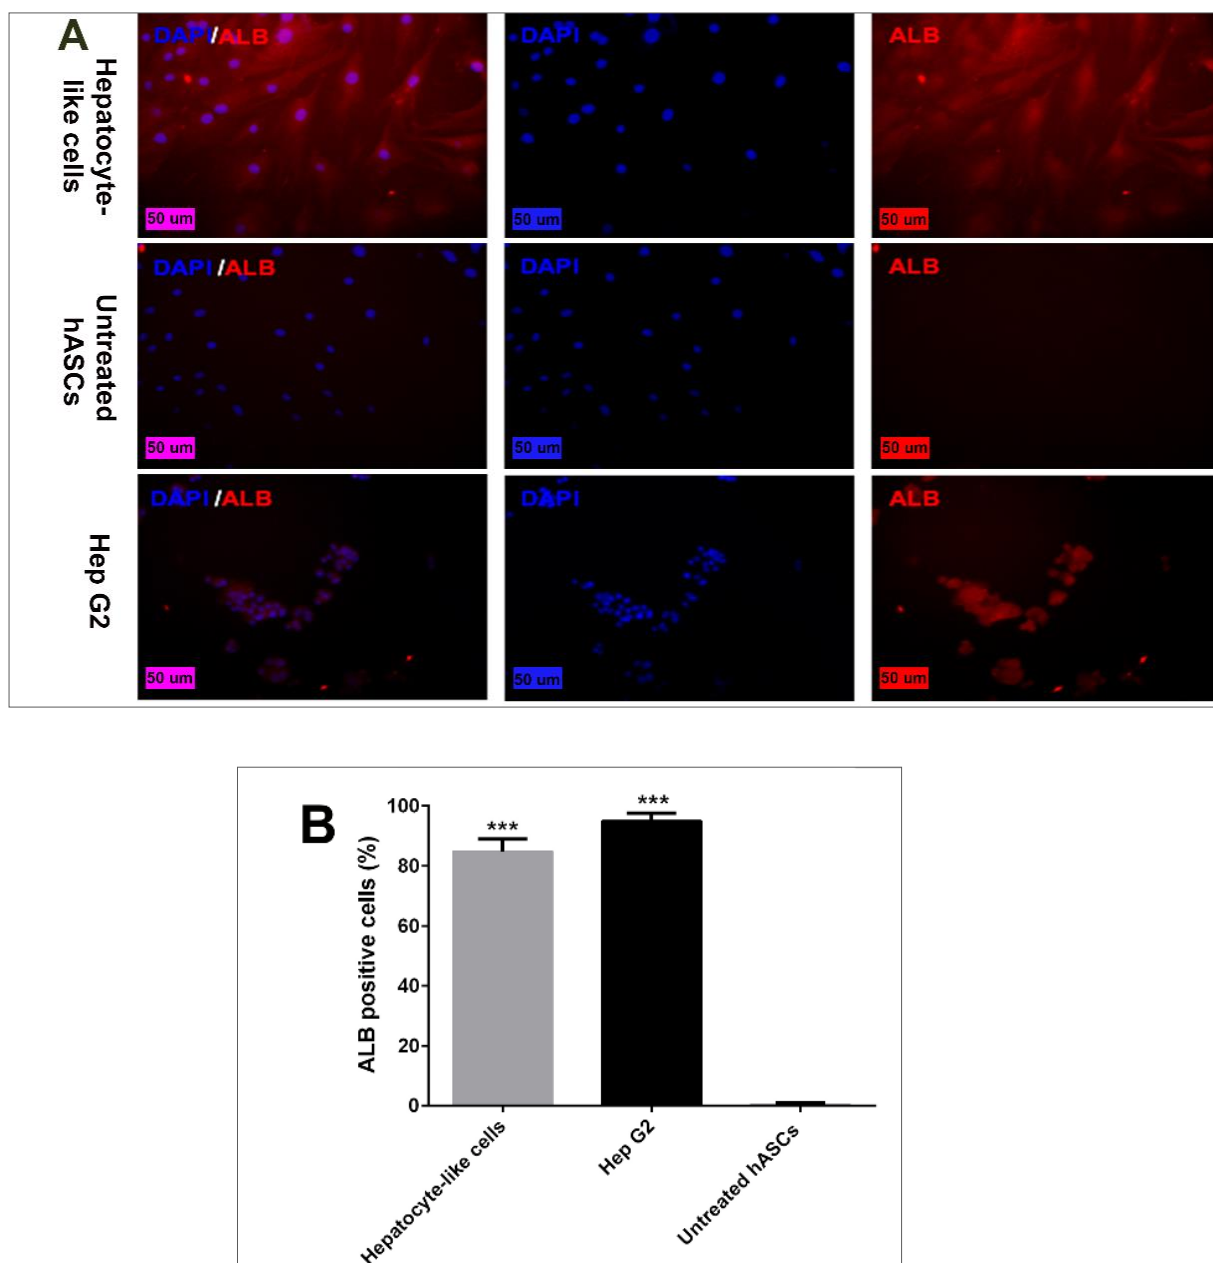 A
Hepatocyte-
like cells
DAPI/ALB
DAPI
ALB
50 um
50 um
50 um
Untreated
hASCs
DAPI /ALB
DAPI
ALB
50 um
50 um
50 um
Hep G2
DAPI /ALB
DAPI
ALB
50 um
50 um
50 um
B
ALB positive cells (%)
100
80
60
40
20
0
***
***
Hepatocyte-like cells
Hep G2
Untreated hASCs